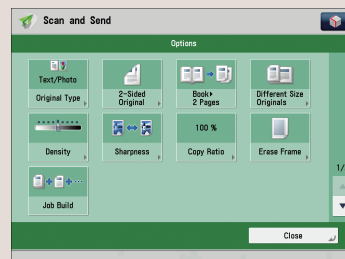 Scan and Send
Options
Text/Photo
Original Type
2-Sided
Original
Book▸
2 Pages
Different Size
Originals
Density
Sharpness
100 %
Copy Ratio
Erase Frame
Job Build
1/
Close